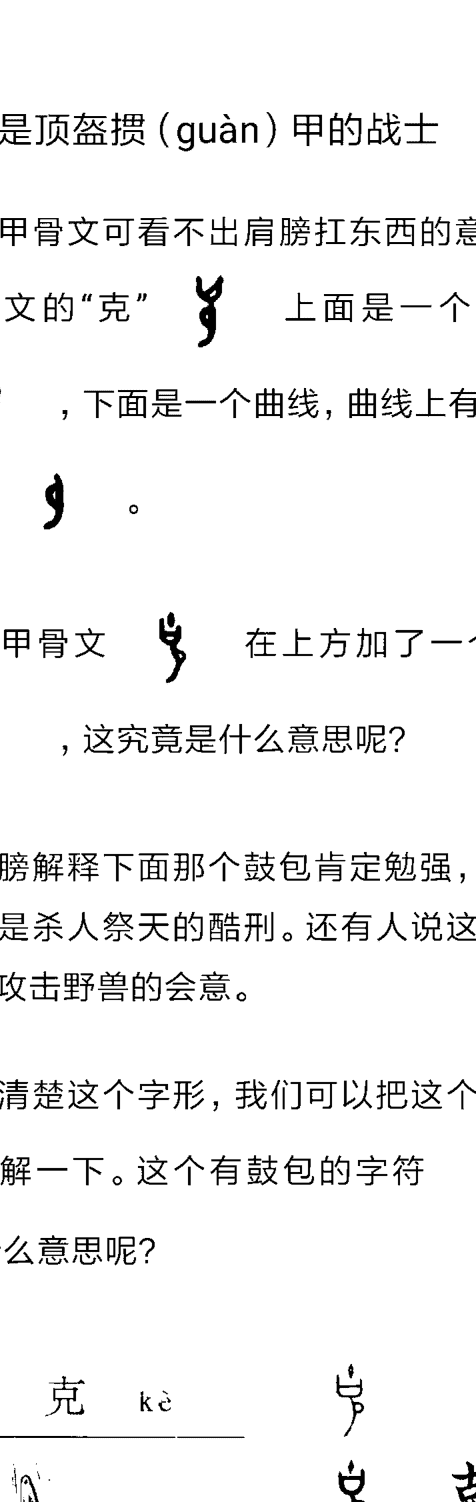 是顶盔掼（guàn）甲的战士
甲骨文可看不出肩膀扛东西的意
文的“克” 上面是一个
，下面是一个曲线，曲线上有
。
甲骨文 在上方加了一
，这究竟是什么意思呢？
膀解释下面那个鼓包肯定勉强，
是杀人祭天的酷刑。还有人说这
攻击野兽的会意。
清楚这个字形，我们可以把这个
解一下。这个有鼓包的字符
么意思呢？
克 kè